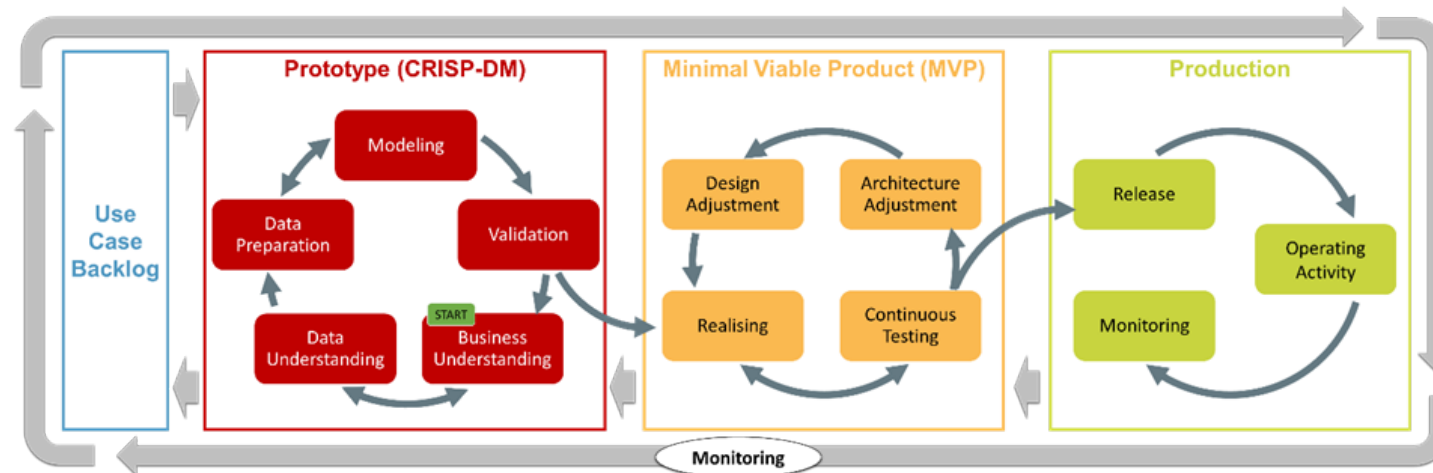 Use
Case
Backlog
Prototype (CRISP-DM)
Modeling
Data
Preparation
Validation
Data
Understanding
START
Business
Understanding
Minimal Viable Product (MVP)
Design
Adjustment
Architecture
Adjustment
Realising
Continuous
Testing
Production
Release
Operating
Activity
Monitoring
Monitoring